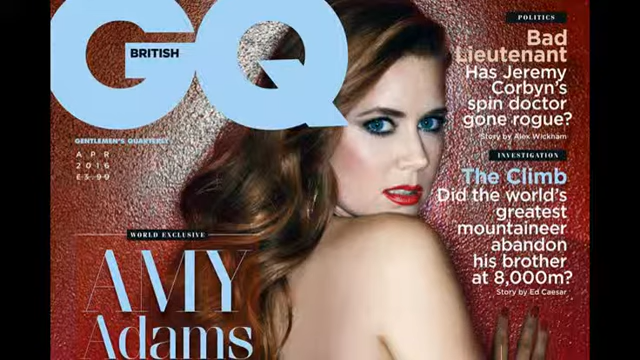 GQ
BRITISH
GENTLEMEN'S QUARTERLY
APR
2016
£3.99
WORLD EXCLUSIVE
AMY
Adams
POLITICS
Bad
Lieutenant
Has Jeremy
Corbyn's
spin doctor
gone rogue?
Story by Alex Wickham
INVESTIGATION
The Climb
Did the world's
greatest
mountaineer
abandon
his brother
at 8,000m?
Story by Ed Caesar